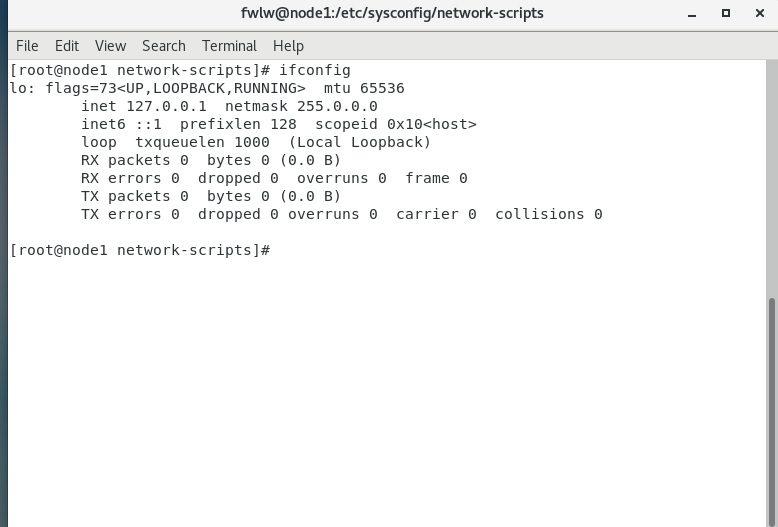 fwlw@node1:/etc/sysconfig/network-scripts
File Edit View Search Terminal Help
[root@node1 network-scripts]# ifconfig
lo: flags=73<UP,LOOPBACK,RUNNING>  mtu 65536
        inet 127.0.0.1  netmask 255.0.0.0
        inet6 ::1  prefixlen 128  scopeid 0x10<host>
        loop  txqueuelen 1000  (Local Loopback)
        RX packets 0  bytes 0 (0.0 B)
        RX errors 0  dropped 0  overruns 0  frame 0
        TX packets 0  bytes 0 (0.0 B)
        TX errors 0  dropped 0 overruns 0  carrier 0  collisions 0
[root@node1 network-scripts]#